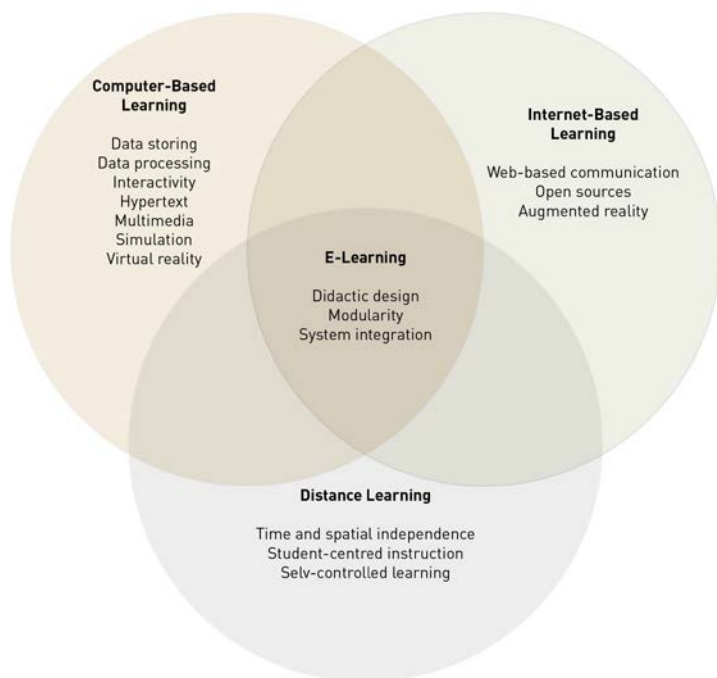 Computer-Based
Learning
Data storing
Data processing
Interactivity
Hypertext
Multimedia
Simulation
Virtual reality
Internet-Based
Learning
Web-based communication
Open sources
Augmented reality
E-Learning
Didactic design
Modularity
System integration
Distance Learning
Time and spatial independence
Student-centred instruction
Selv-controlled learning